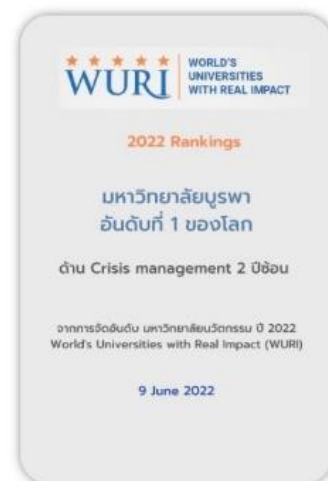 WURI
WORLD'S
UNIVERSITIES
WITH REAL IMPACT
2022 Rankings
มหาวิทยาลัยบูรพา
อันดับที่ 1 ของโลก
ด้าน Crisis management 2 ปีซ้อน
จากการจัดอันดับ มหาวิทยาลัยนวัตกรรม ปี 2022
World's Universities with Real Impact (WURI)
9 June 2022